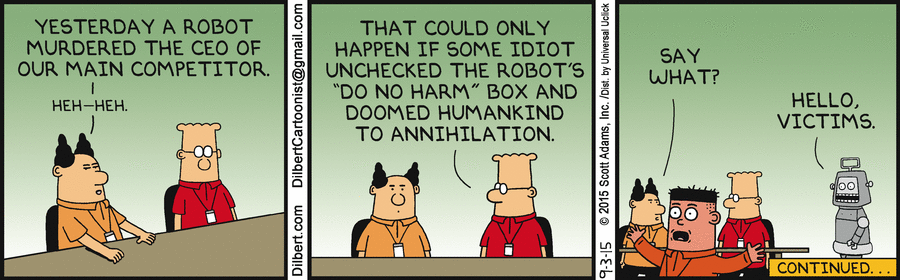 YESTERDAY A ROBOT
MURDERED THE CEO OF
OUR MAIN COMPETITOR.
HEH-HEH.
Dilbert.com DilbertCartoonist@gmail.com
THAT COULD ONLY
HAPPEN IF SOME IDIOT
UNCHECKED THE ROBOT'S
"DO NO HARM" BOX AND
DOOMED HUMANKIND
TO ANNIHILATION.
9-3-15 © 2015 Scott Adams, Inc. /Dist. by Universal Uclick
SAY
WHAT?
HELLO,
VICTIMS.
CONTINUED...